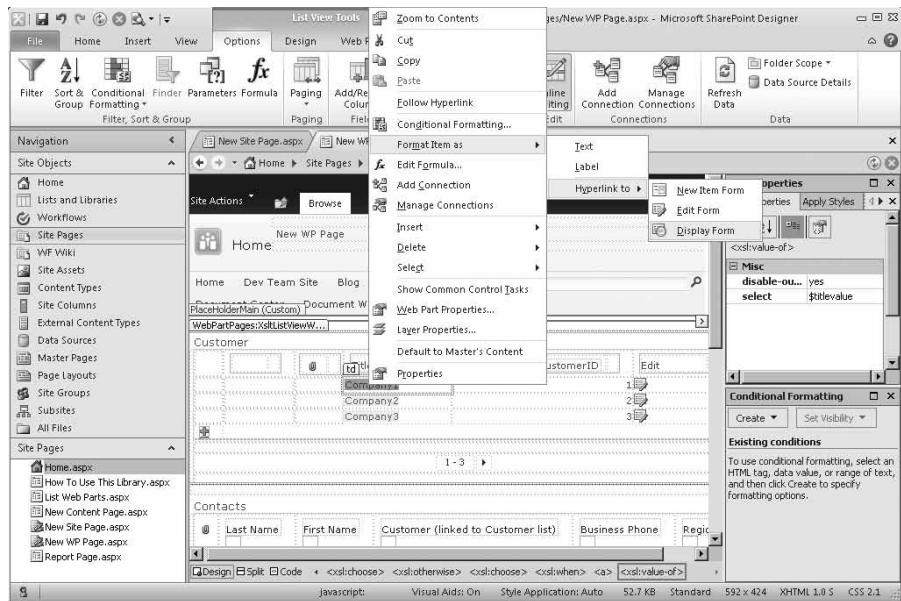 List View Tools
ges/New WP Page.aspx - Microsoft SharePoint Designer
File Home Insert View Options Design Web
Filter
Sort & Group
Conditional Formatting
Finder
Parameters
Formula
Paging
Add/Re
Colu
Add Connection
Manage Connections
Refresh Data
Folder Scope
Data Source Details
Filter, Sort & Group
Paging
Connections
Data
Zoom to Contents
Cut
Copy
Paste
Follow Hyperlink
Conditional Formatting...
Format Item as
Edit Formula...
Add Connection
Manage Connections
Insert
Delete
Select
Show Common Control Tasks
Web Part Properties...
Layer Properties...
Default to Master's Content
Properties
Text
Label
Hyperlink to
New Item Form
Edit Form
Display Form
Navigation
Site Objects
Home
Lists and Libraries
Workflows
Site Pages
WF Wiki
Site Assets
Content Types
Site Columns
External Content Types
Data Sources
Master Pages
Page Layouts
Site Groups
Subsites
All Files
Site Pages
Home.aspx
How To Use This Library.aspx
List Web Parts.aspx
New Content Page.aspx
New Site Page.aspx
New WP Page.aspx
Report Page.aspx
New Site Page.aspx New W
Home Site Pages
Site Actions Browse
Home New WP Page
Home Dev Team Site Blog
Document W
PlaceHolderMain (Custom)
WebPartPages:XsltListViewW...
Customer
td
ustomerID Edit
Company1 1
Company2 2
Company3 3
1 - 3
Contacts
Last Name First Name Customer (linked to Customer list) Business Phone Regio
Design Split Code <xsl:choose> <xsl:otherwise> <xsl:choose> <xsl:when> <a> <xsl:value-of>
operties
perties Apply Styles
<xsl:value-of>
Misc
disable-ou... yes
select $titlevalue
Conditional Formatting
Create Set Visibility
Existing conditions
To use conditional formatting, select an
HTML tag, data value, or range of text,
and then click Create to specify
formatting options.
javascript: Visual Aids: On Style Application: Auto 52.7 KB Standard 592 x 424 XHTML 1.0 S CSS 2.1